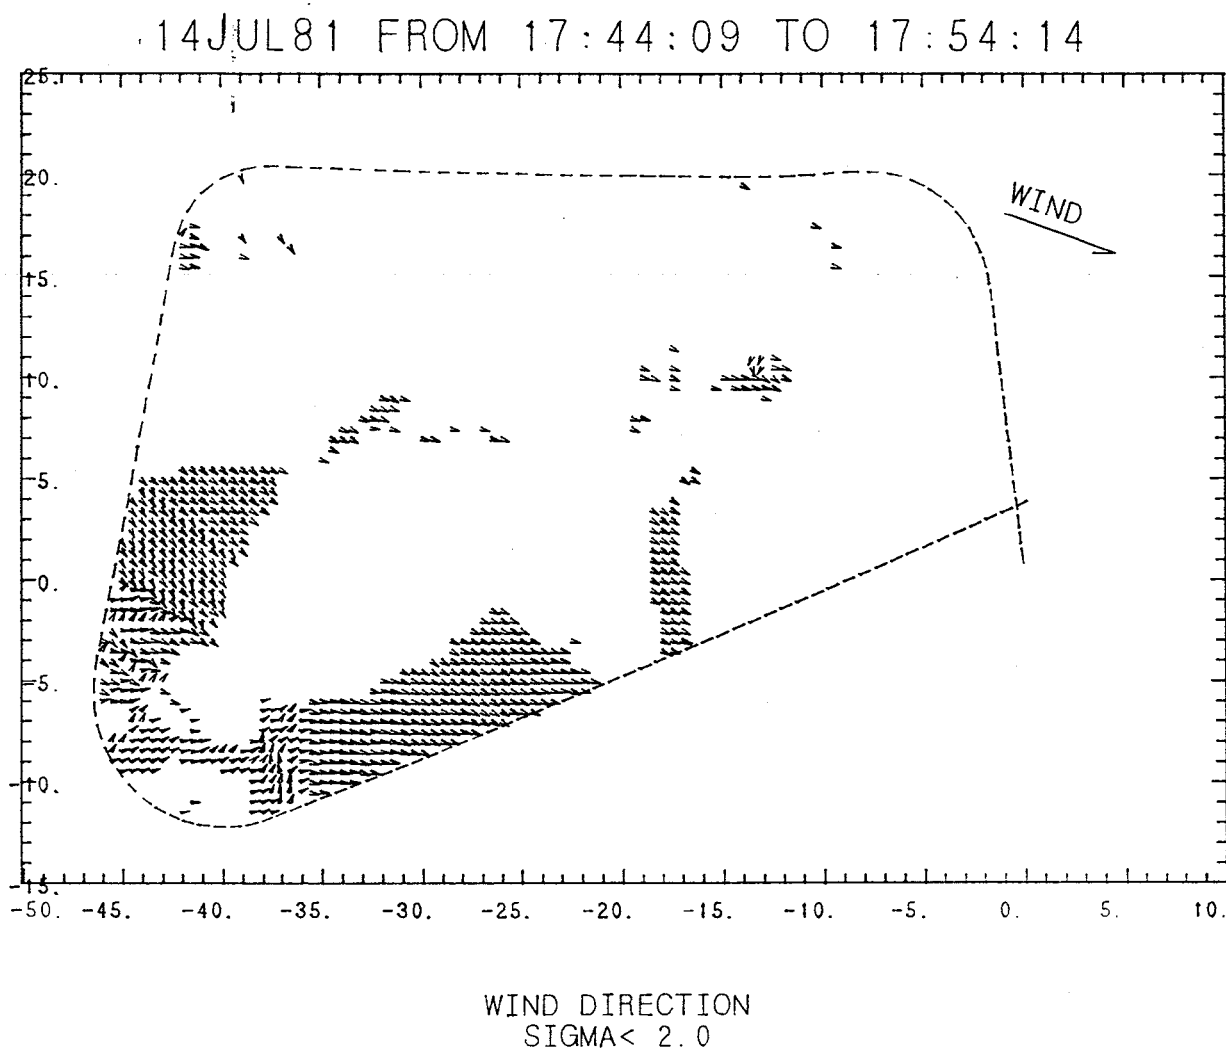 14JUL81 FROM 17:44:09 TO 17:54:14
25.
20.
WIND
15.
10.
5.
0.
-5.
-10.
-15.
-50. -45. -40. -35. -30. -25. -20. -15. -10. -5. 0. 5. 10.
WIND DIRECTION
SIGMA< 2.0